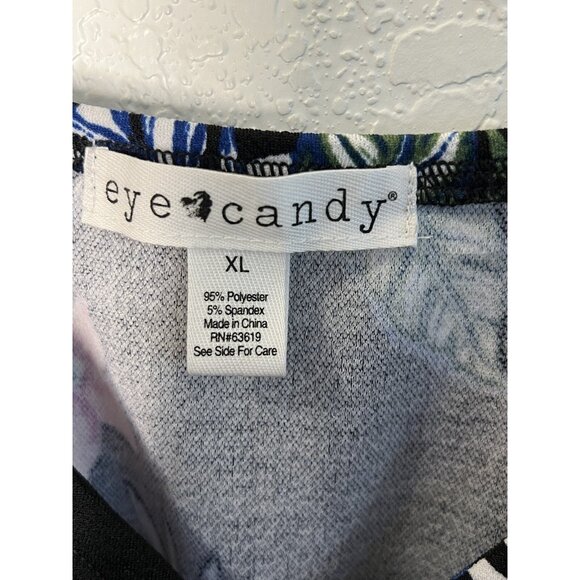 eye candy®
XL
95% Polyester
5% Spandex
Made in China
RN#63619
See Side For Care